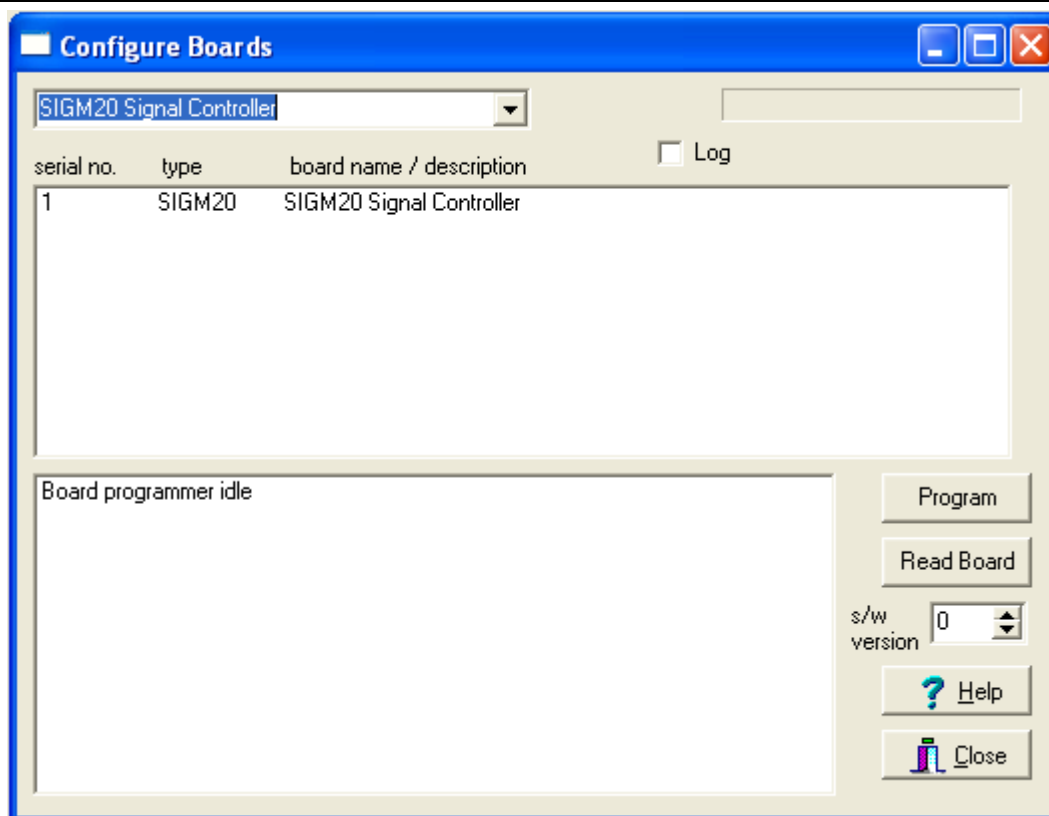 Configure Boards
SIGM20 Signal Controller
Log
serial no. type board name / description
1 SIGM20 SIGM20 Signal Controller
Board programmer idle
Program
Read Board
s/w
version
0
Help
Close